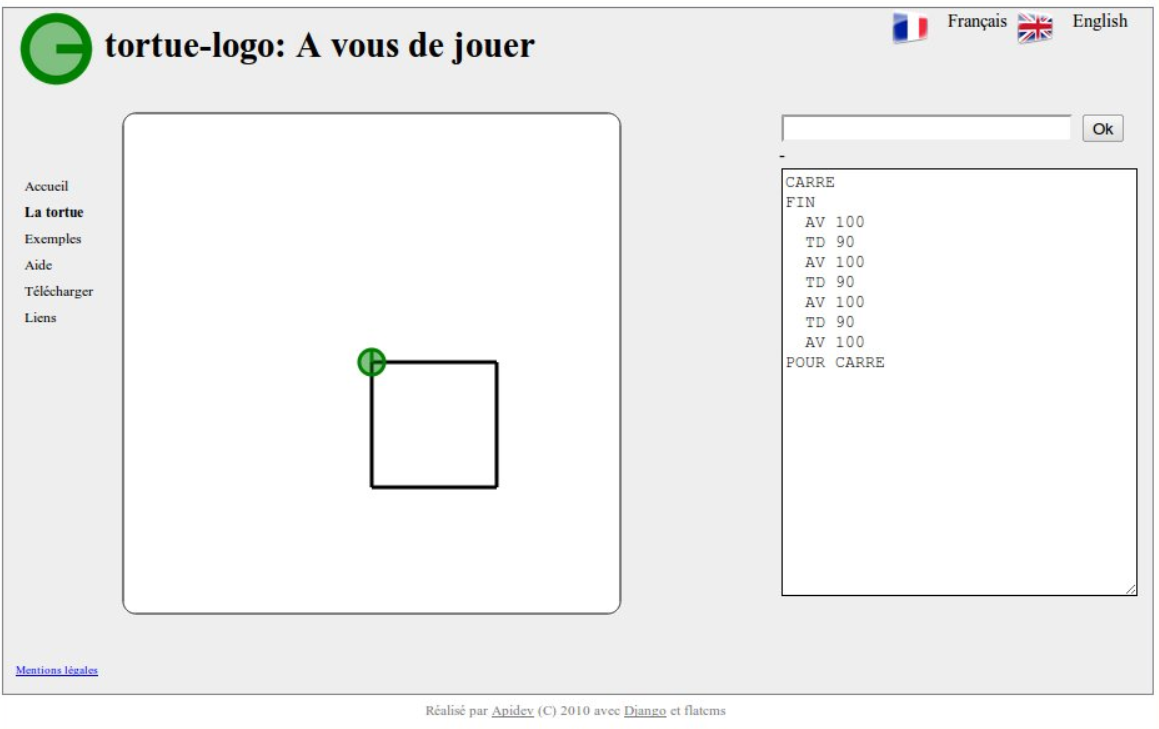 tortue-logo: A vous de jouer
Français English
Ok
-
Accueil
La tortue
Exemples
Aide
Télécharger
Liens
CARRE
FIN
AV 100
TD 90
AV 100
TD 90
AV 100
TD 90
AV 100
POUR CARRE
Mentions légales
Réalisé par Apidev (C) 2010 avec Django et flatcms